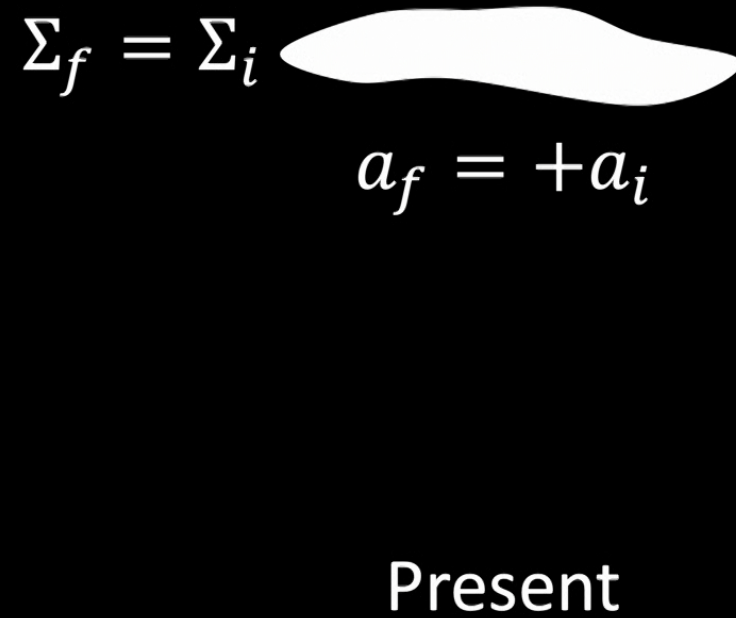 Σ_f = Σ_i
a_f = +a_i
Present